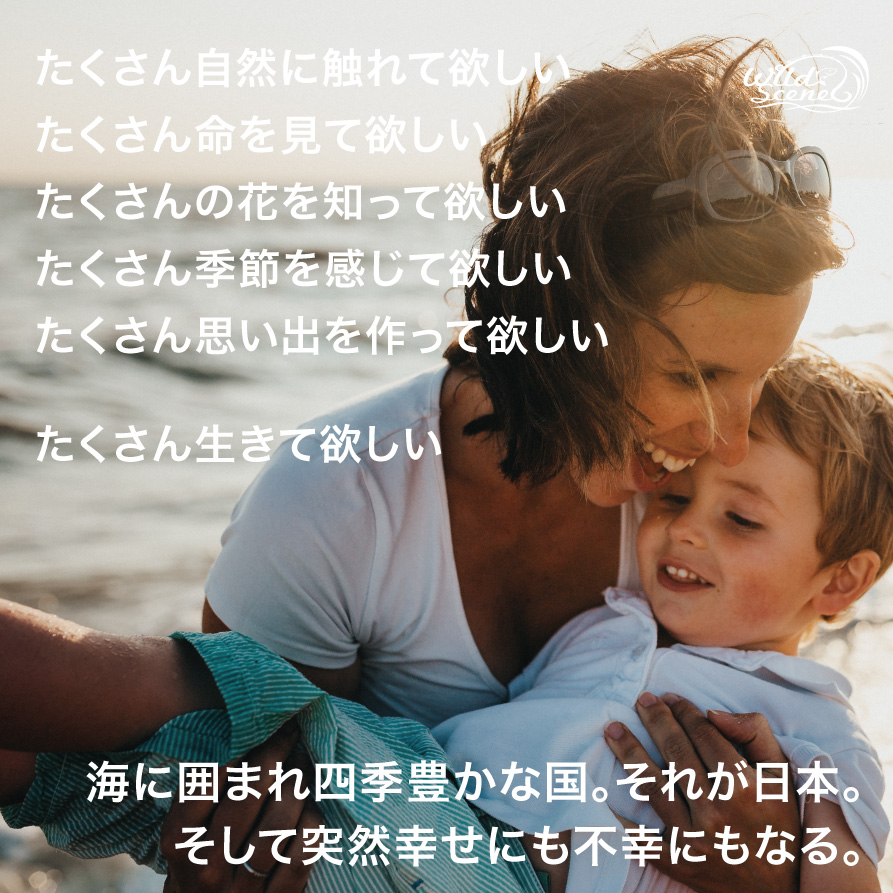 たくさん自然に触れて欲しい
Wild Scene
たくさん命を見て欲しい
たくさんの花を知って欲しい
たくさん季節を感じて欲しい
たくさん思い出を作って欲しい
たくさん生きて欲しい
海に囲まれ四季豊かな国。それが日本。
そして突然幸せにも不幸にもなる。